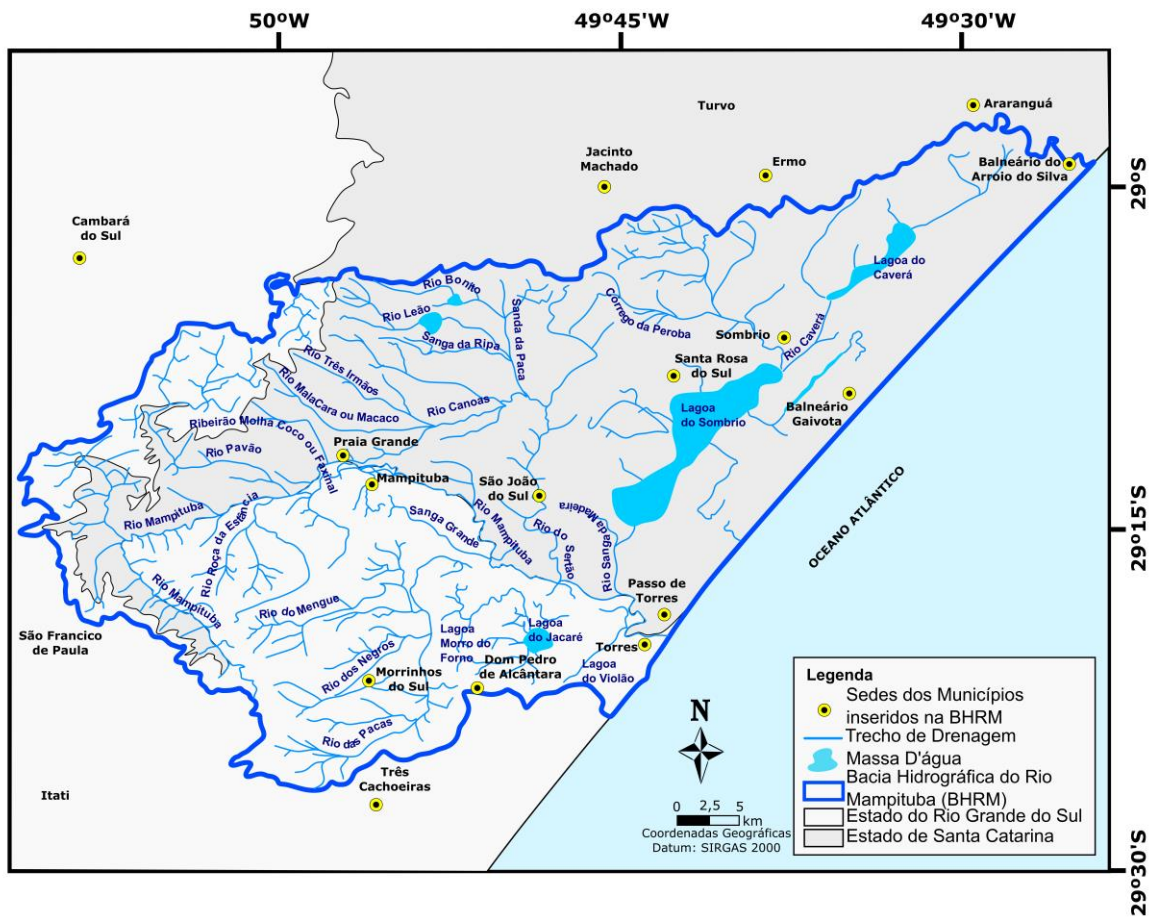 50ºW
49º45'W
49º30'W
Turvo
Araranguá
Jacinto
Machado
Ermo
Balneário do
Arroio do Silva
29ºS
Cambará
do Sul
Lagoa do
Caverá
Rio Bonito
Rio Leão
Sanga da Ripa
Sanda da Paca
Córrego da Peroba
Sombrio
Rio Caverá
Rio Três Irmãos
Rio MalaCara ou Macaco
Rio Canoas
Santa Rosa
do Sul
Lagoa
do Sombrio
Balneário
Gaivota
Ribeirão Molha Coco ou Faxinal
Praia Grande
Rio Pavão
Mampituba
São João
do Sul
Rio Mampituba
Rio Roça da Estância
Sanga Grande
Rio Mampituba
Rio do Sertão
Rio Sanga da Madeira
OCEANO ATLÂNTICO
29º15'S
Rio Mampituba
Rio do Mengue
Passo de
Torres
São Francico
de Paula
Lagoa
Morro do
Forno
Lagoa
do Jacaré
Torres
Rio dos Negros
Morrinhos
do Sul
Dom Pedro
de Alcântara
Lagoa
do Violão
Rio das Pacas
Três
Cachoeiras
Itati
N
0 2,5 5
km
Coordenadas Geográficas
Datum: SIRGAS 2000
Legenda
Sedes dos Municípios
inseridos na BHRM
Trecho de Drenagem
Massa D'água
Bacia Hidrográfica do Rio
Mampituba (BHRM)
Estado do Rio Grande do Sul
Estado de Santa Catarina
29º30'S